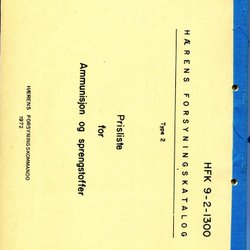 HFK 9-2-1300
HÆRENS FORSYNINGSKATALOG
Type 2
Prisliste
for
Ammunisjon og sprengstoffer
HÆRENS FORSYNINGSKOMMANDO
1972